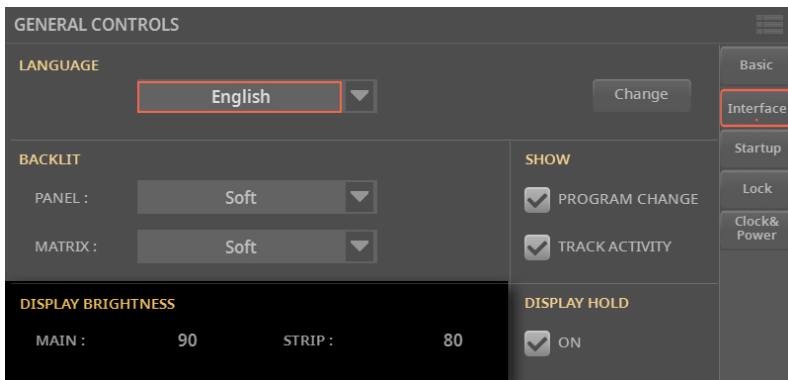 GENERAL CONTROLS
LANGUAGE
English
Change
BACKLIT
PANEL :
Soft
MATRIX :
Soft
SHOW
PROGRAM CHANGE
TRACK ACTIVITY
DISPLAY BRIGHTNESS
MAIN : 90 STRIP : 80
DISPLAY HOLD
ON
Basic
Interface
Startup
Lock
Clock&
Power